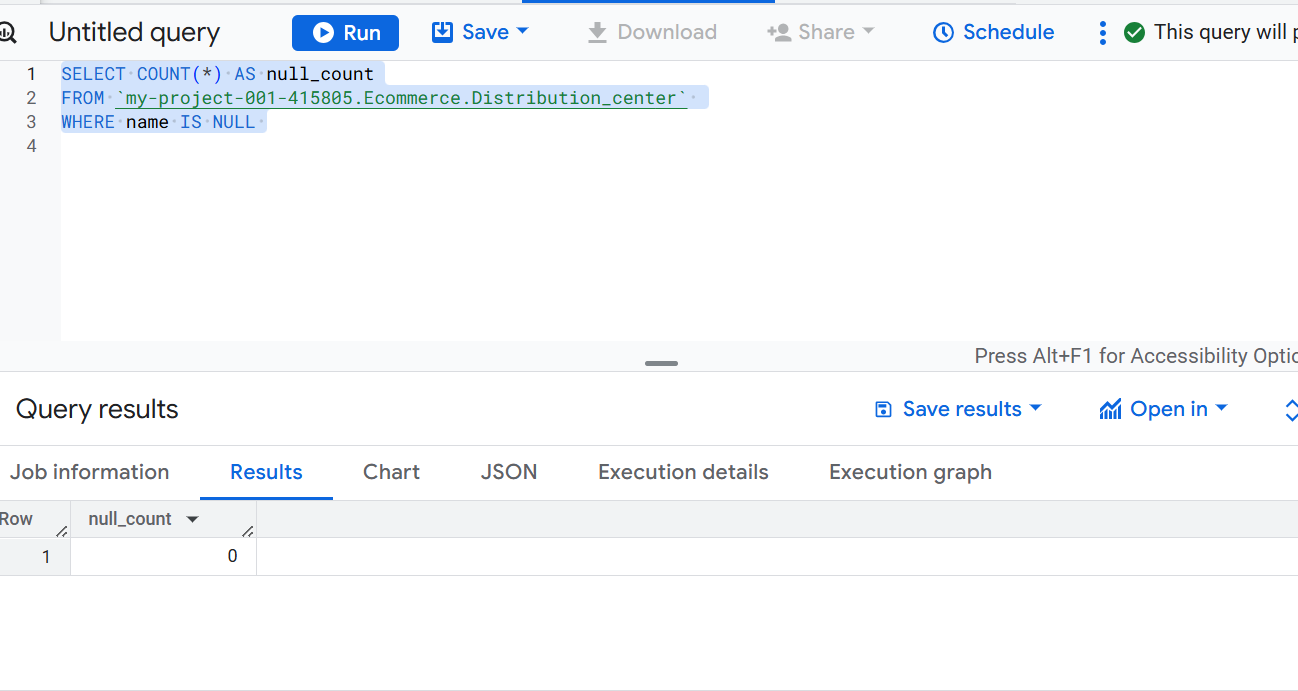 Untitled query Run Save Download Share Schedule This query will
1 SELECT COUNT(*) AS null_count
2 FROM `my-project-001-415805.Ecommerce.Distribution_center`
3 WHERE name IS NULL
4
Press Alt+F1 for Accessibility Optio
Query results Save results Open in
Job information Results Chart JSON Execution details Execution graph
Row null_count
1 0